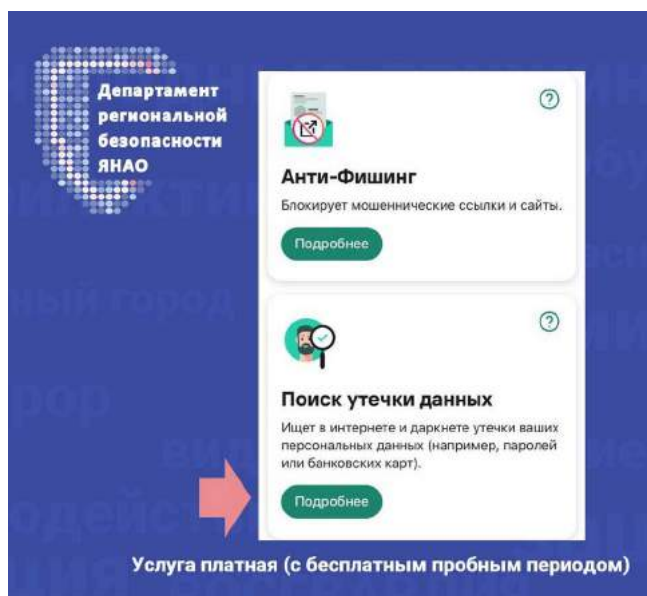 Департамент
региональной
безопасности
ЯНАО
Анти-Фишинг
Блокирует мошеннические ссылки и сайты.
Подробнее
Поиск утечки данных
Ищет в интернете и даркнете утечки ваших
персональных данных (например, паролей
или банковских карт).
Подробнее
Услуга платная (с бесплатным пробным периодом)